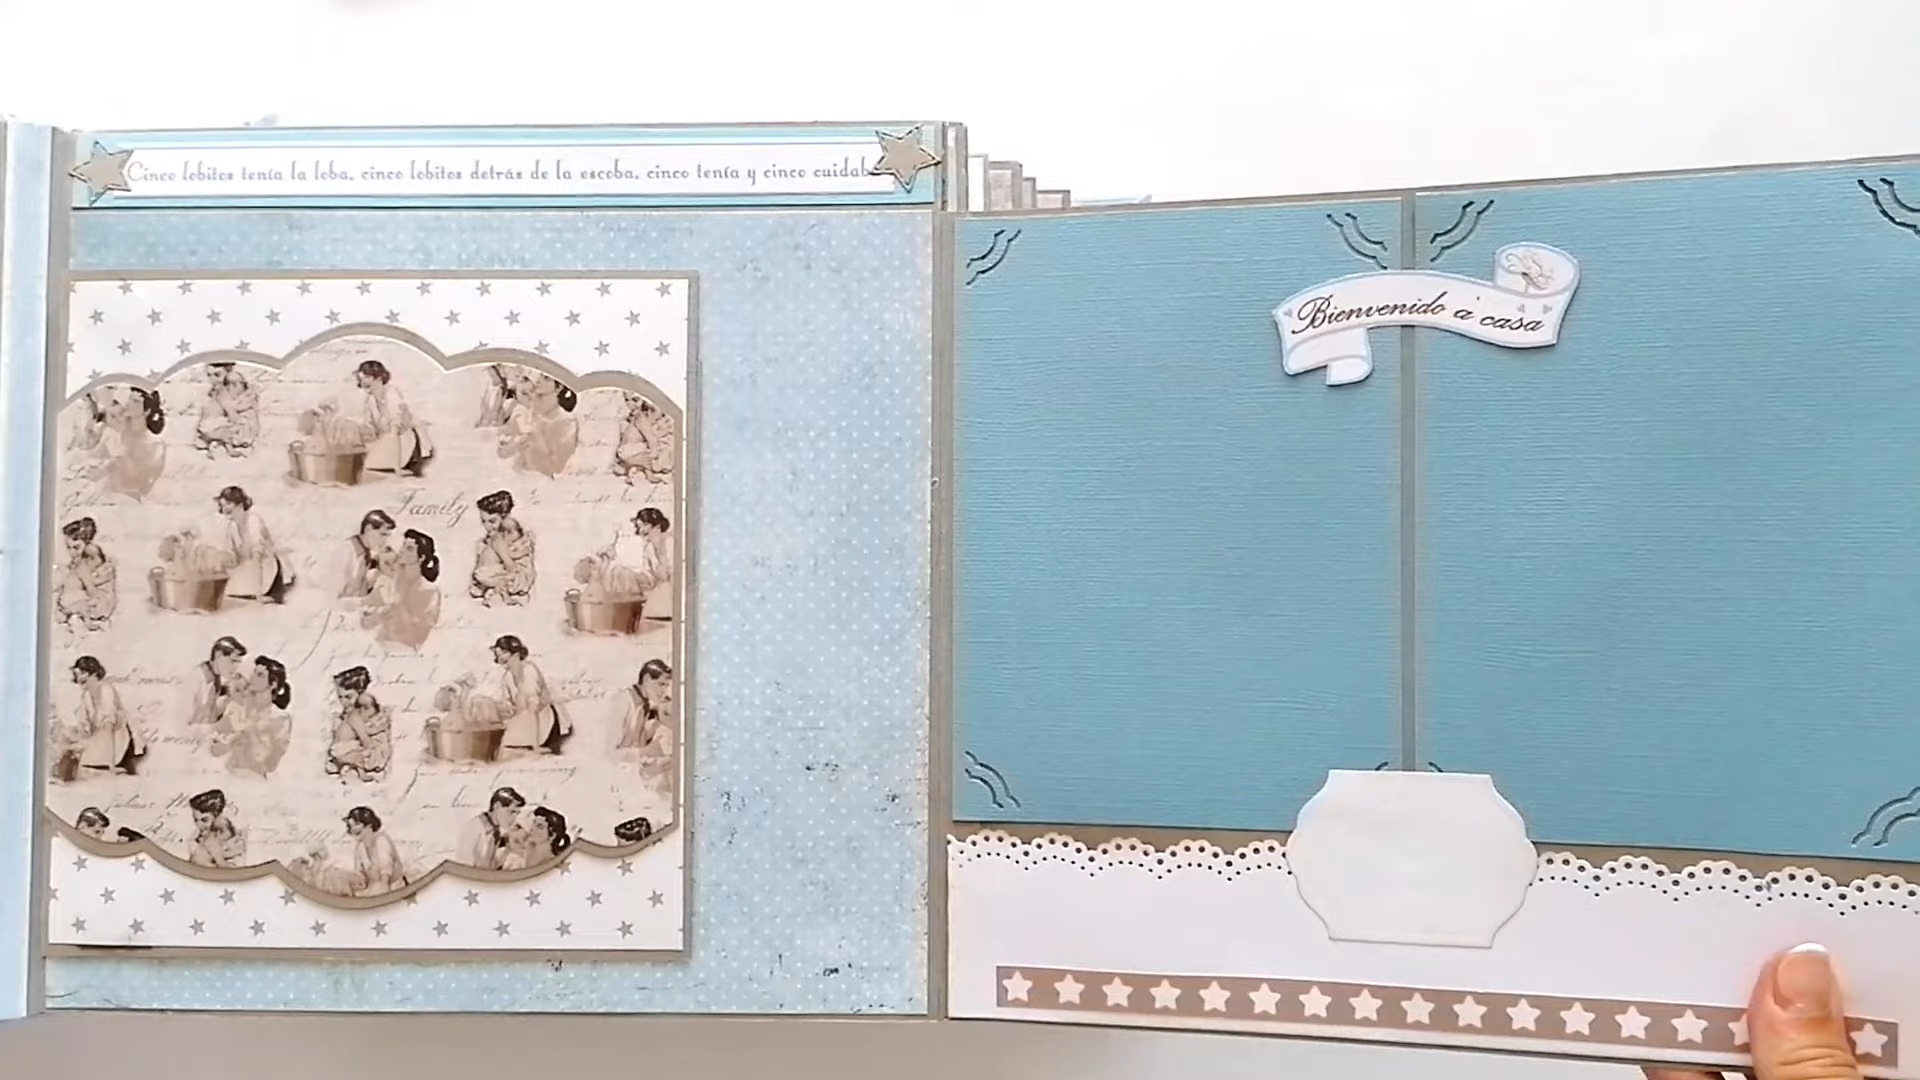 Cinco lobitos tenía la loba, cinco lobitos detrás de la escoba, cinco tenía y cinco cuidab
Family
Bienvenido a casa